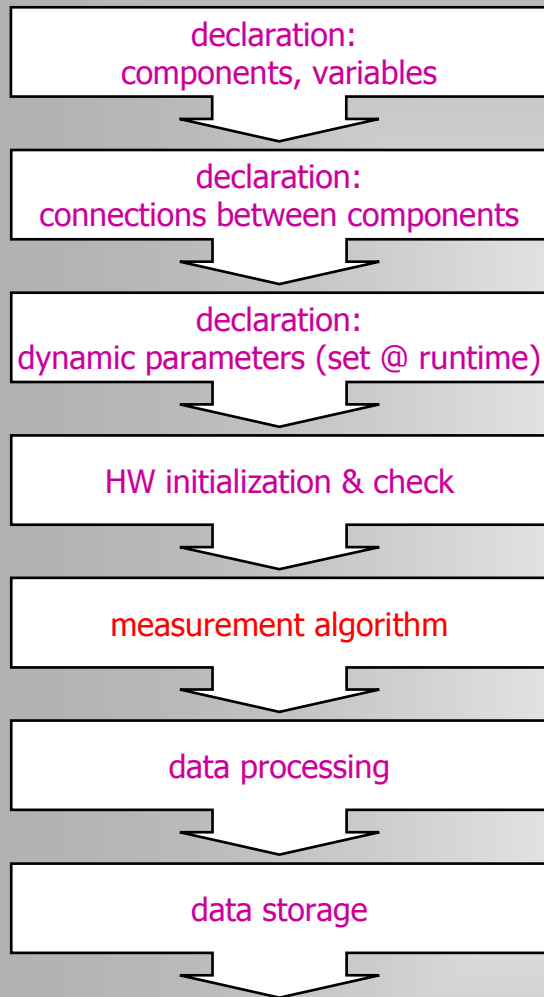 declaration:
components, variables
declaration:
connections between components
declaration:
dynamic parameters (set @ runtime)
HW initialization & check
measurement algorithm
data processing
data storage